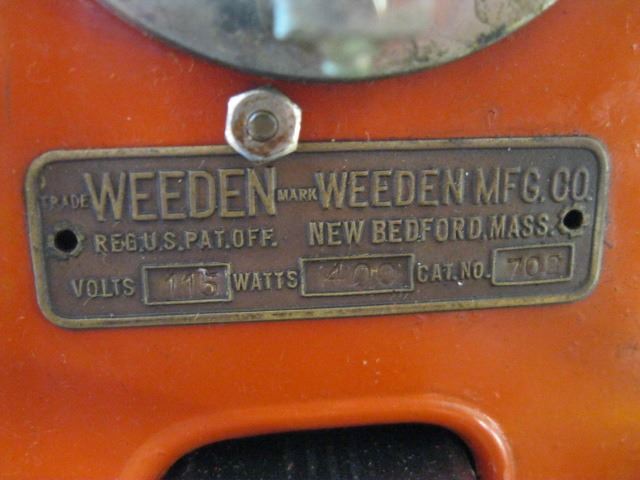 TRADE WEEDEN MARK WEEDEN MFG. CO.
REG. U.S. PAT. OFF. NEW BEDFORD, MASS.
VOLTS 115 WATTS 400 CAT. NO. 702